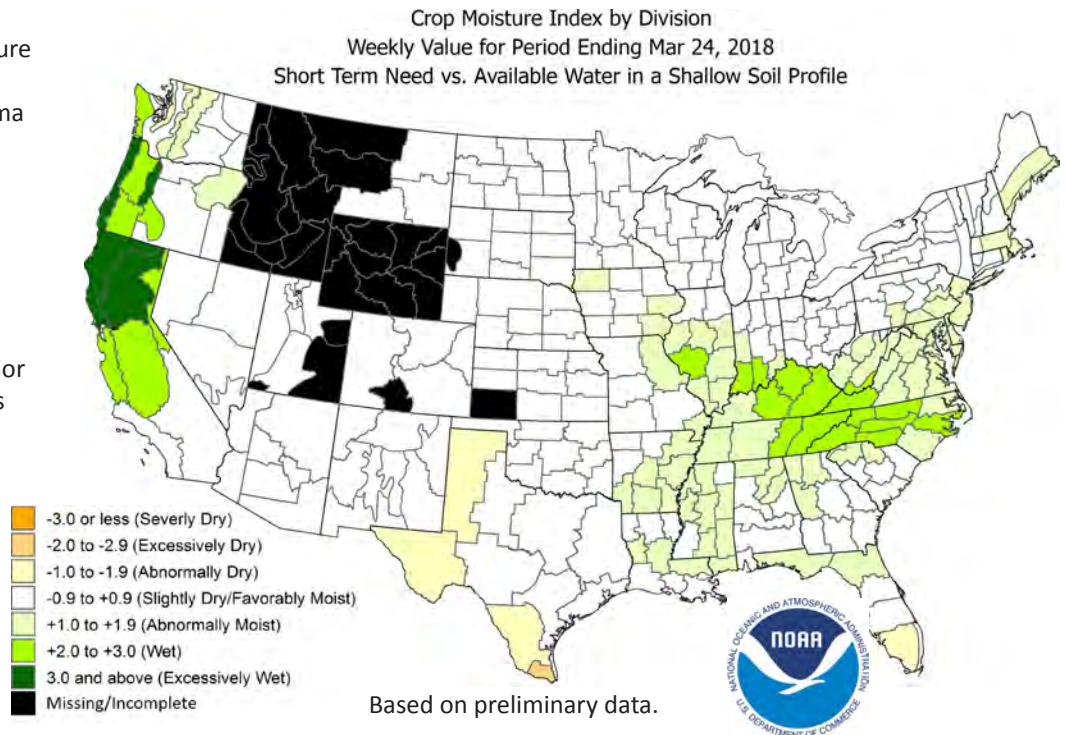 Crop Moisture Index by Division
Weekly Value for Period Ending Mar 24, 2018
Short Term Need vs. Available Water in a Shallow Soil Profile
ure
ma
or
s
-3.0 or less (Severly Dry)
-2.0 to -2.9 (Excessively Dry)
-1.0 to -1.9 (Abnormally Dry)
-0.9 to +0.9 (Slightly Dry/Favorably Moist)
+1.0 to +1.9 (Abnormally Moist)
+2.0 to +3.0 (Wet)
3.0 and above (Excessively Wet)
Missing/Incomplete
Based on preliminary data.
NATIONAL OCEANIC AND ATMOSPHERIC ADMINISTRATION
NOAA
U.S. DEPARTMENT OF COMMERCE